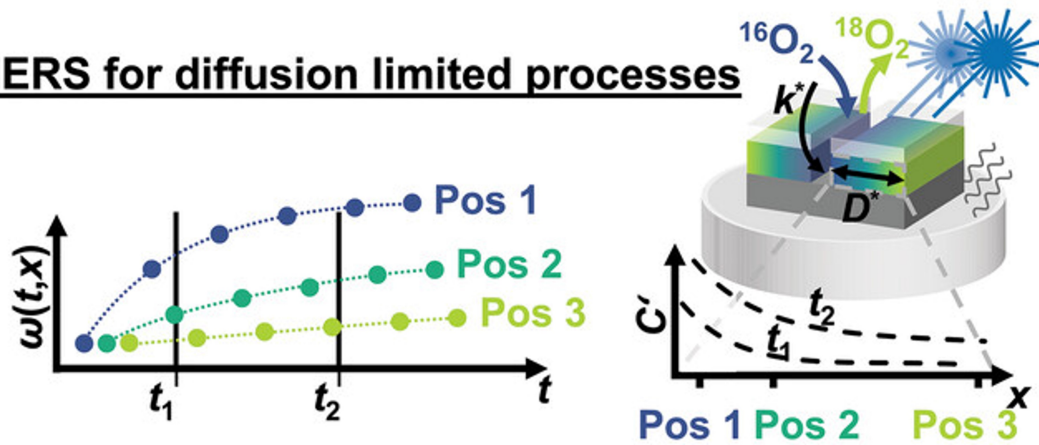 ERS for diffusion limited processes
¹⁶O₂ ¹⁸O₂
k*
D*
Pos 1
Pos 2
Pos 3
ω(t,x)
t₁ t₂ t
C′
t₂
t₁
x
Pos 1 Pos 2 Pos 3